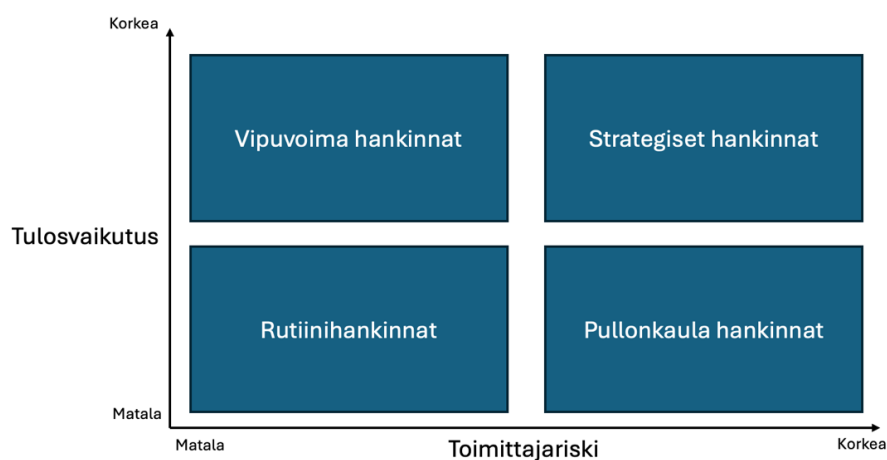 Korkea
Vipuvoima hankinnat
Strategiset hankinnat
Tulosvaikutus
Rutiinihankinnat
Pullonkaula hankinnat
Matala
Matala
Toimittajariski
Korkea